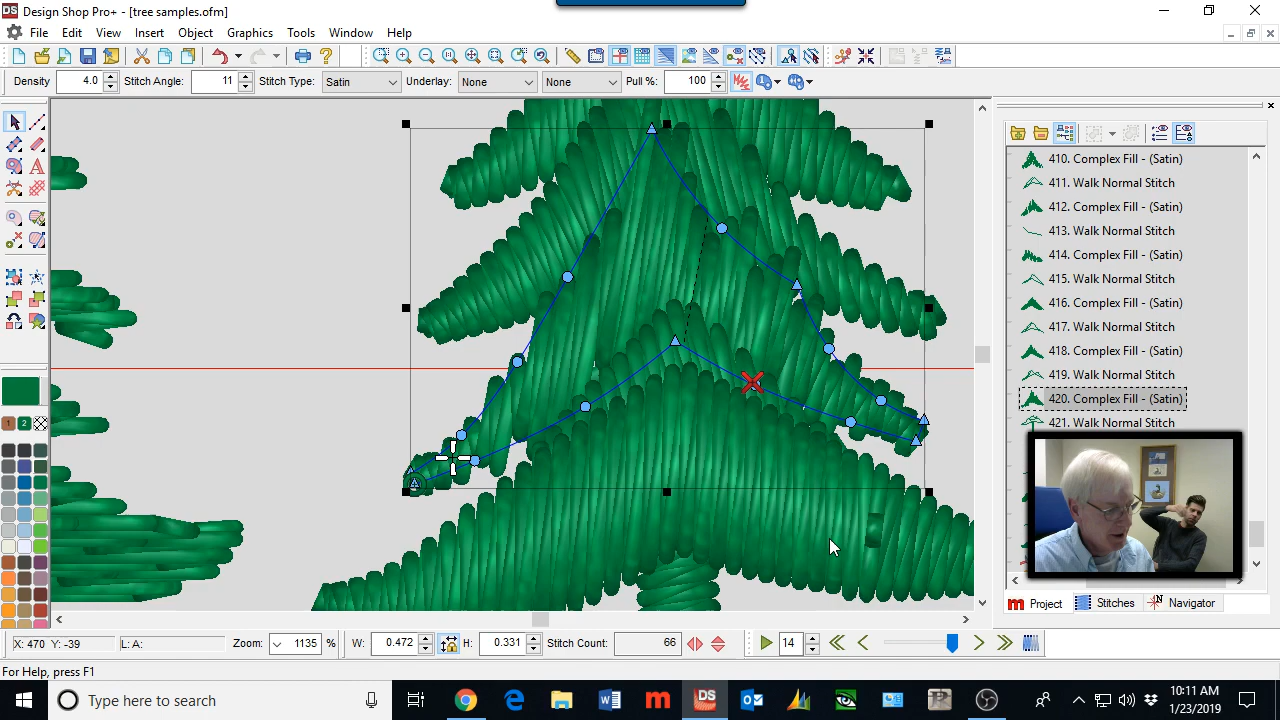 DS Design Shop Pro+ - [tree samples.ofm]
File Edit View Insert Object Graphics Tools Window Help
Density 4.0 Stitch Angle: 11 Stitch Type: Satin Underlay: None None Pull %: 100
410. Complex Fill - (Satin)
411. Walk Normal Stitch
412. Complex Fill - (Satin)
413. Walk Normal Stitch
414. Complex Fill - (Satin)
415. Walk Normal Stitch
416. Complex Fill - (Satin)
417. Walk Normal Stitch
418. Complex Fill - (Satin)
419. Walk Normal Stitch
420. Complex Fill - (Satin)
421. Walk Normal Stitch
1 2
Project Stitches Navigator
X: 470 Y: -39 L: A: Zoom: 1135 % W: 0.472 H: 0.331 Stitch Count: 66 14
For Help, press F1
Type here to search
DS
10:11 AM
1/23/2019